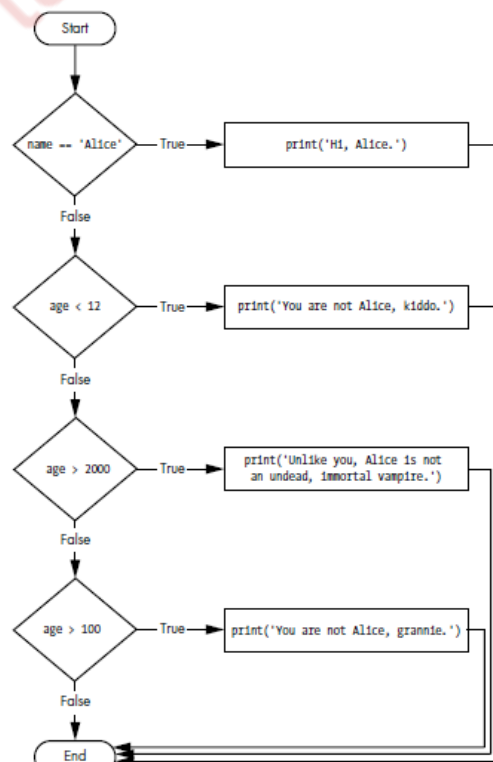 Start
name == 'Alice'
True
print('Hi, Alice.')
False
age < 12
True
print('You are not Alice, kiddo.')
False
age > 2000
True
print('Unlike you, Alice is not
an undead, immortal vampire.')
False
age > 100
True
print('You are not Alice, grannie.')
False
End